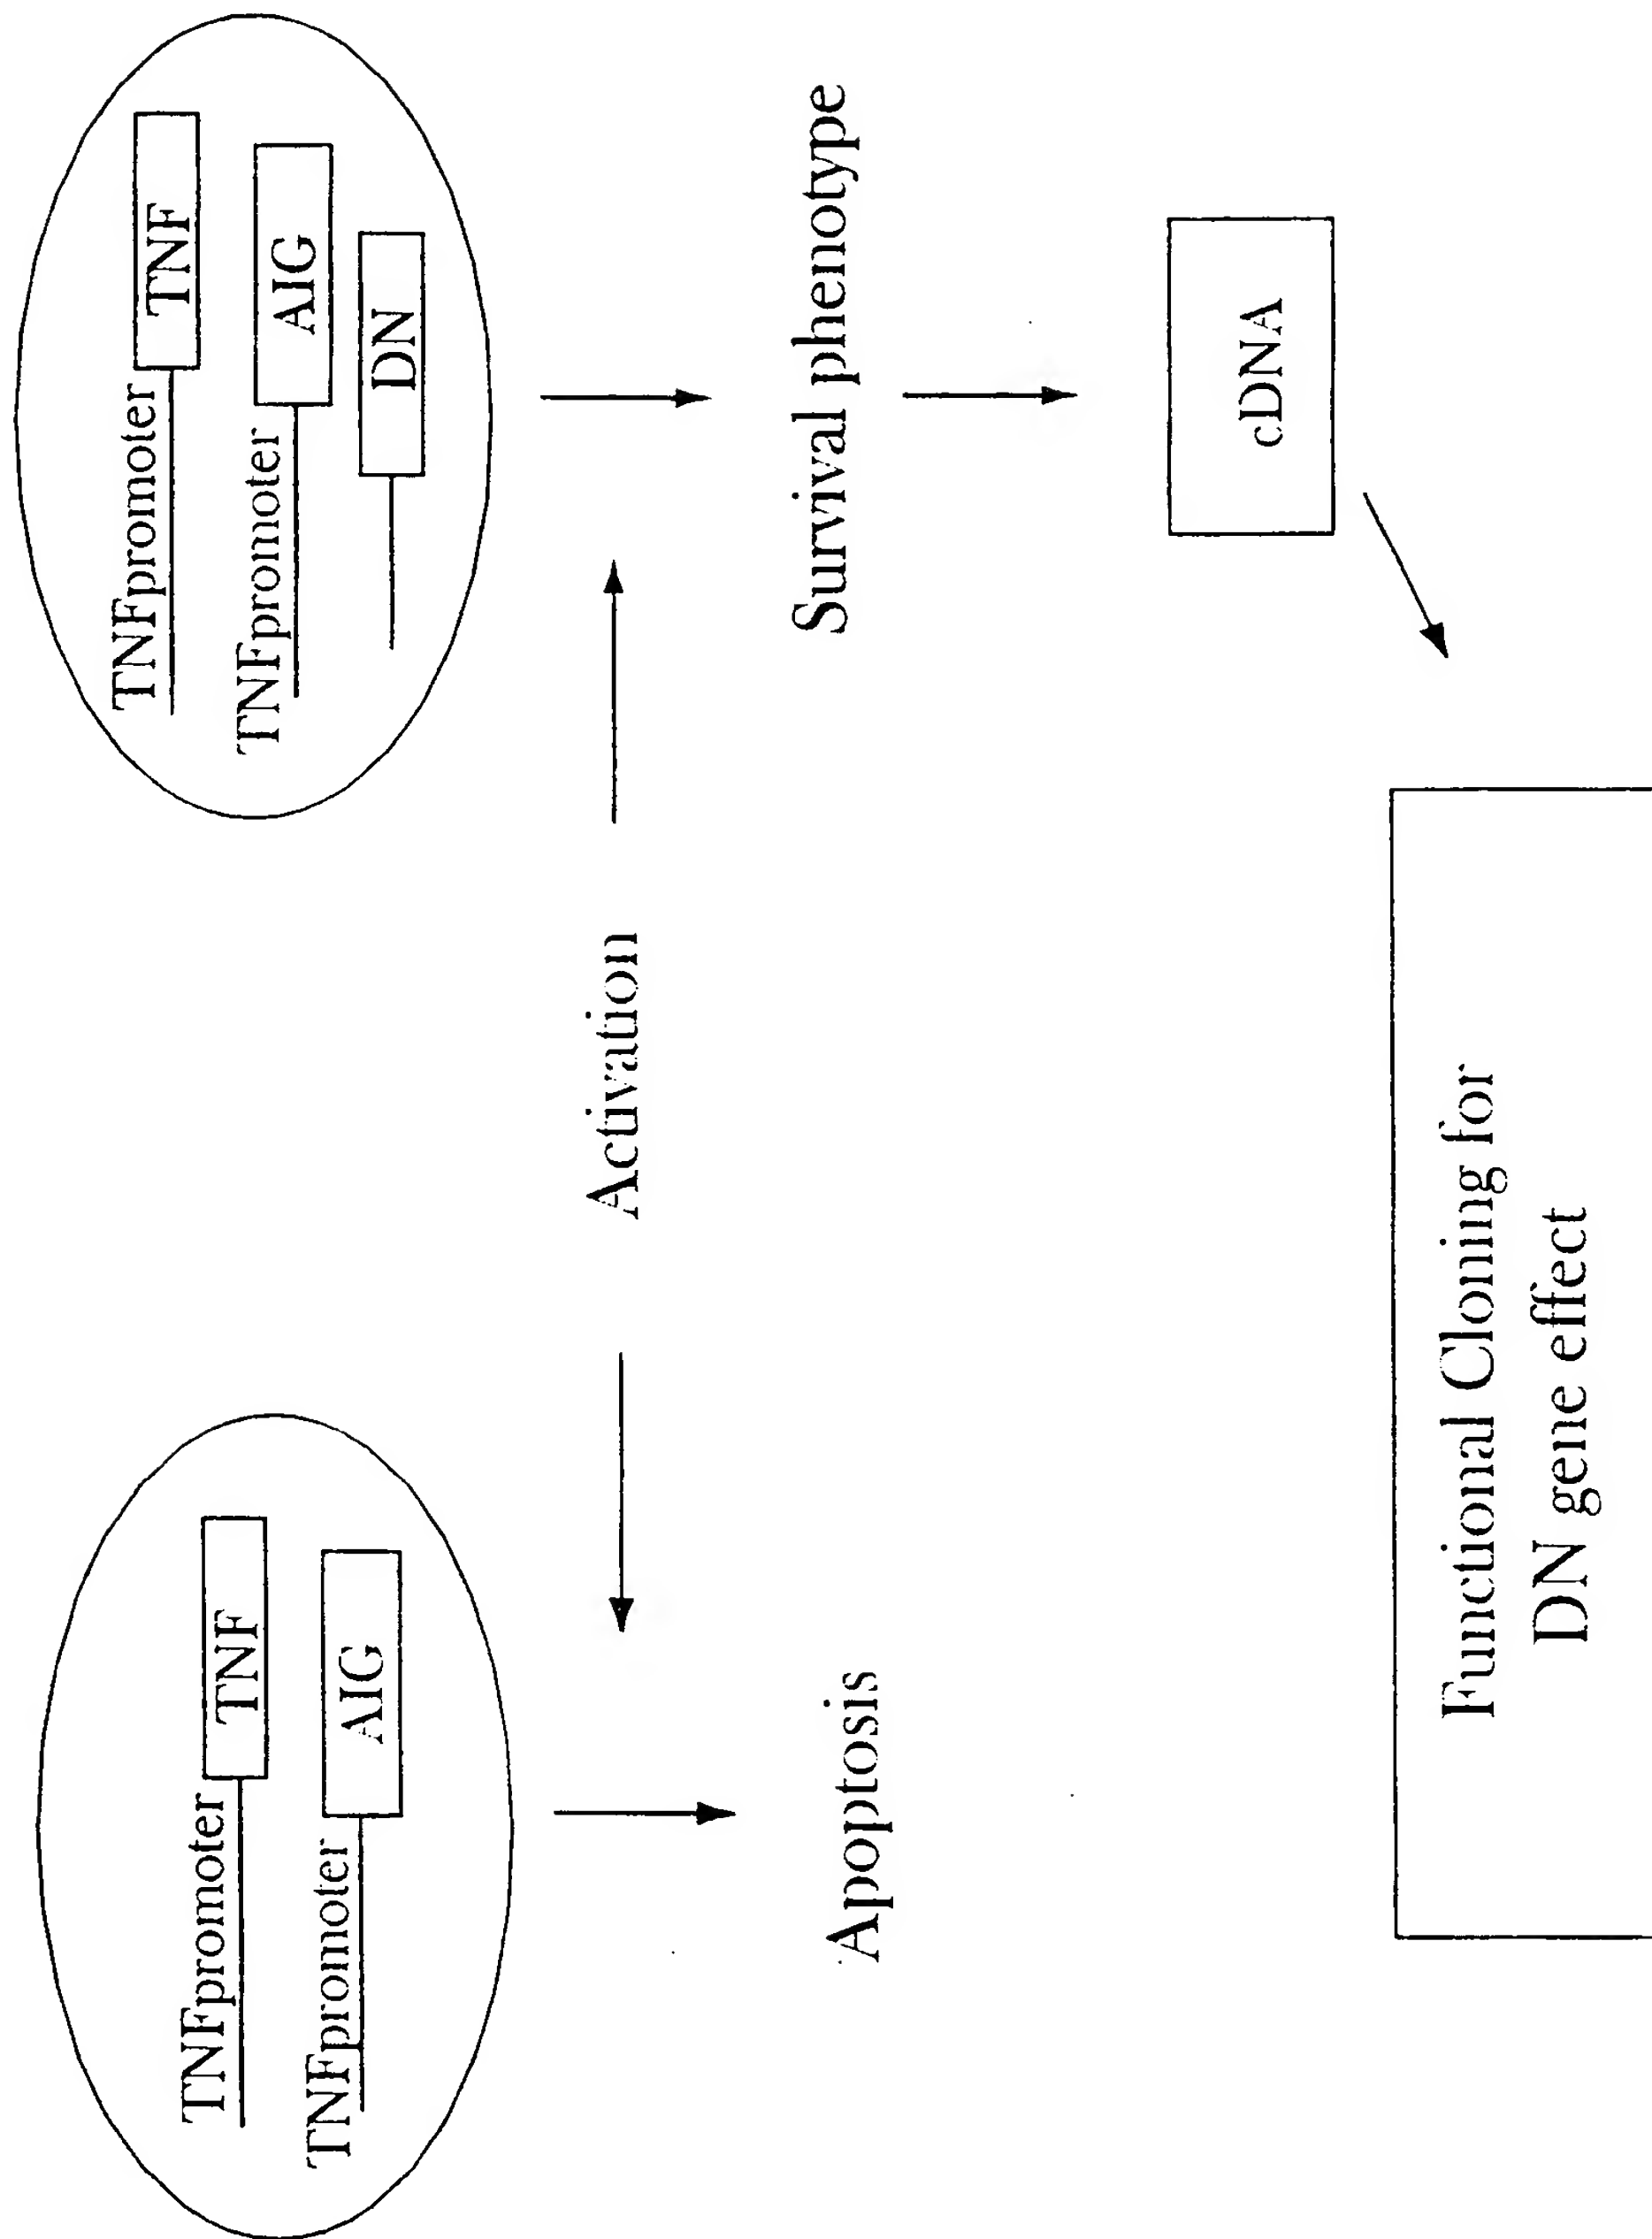 TNFpromoter
TNF
TNFpromoter
AIG
TNFpromoter
TNF
TNFpromoter
AIG
DN
Activation
Apoptosis
Survival phenotype
cDNA
Functional Cloning for
DN gene effect